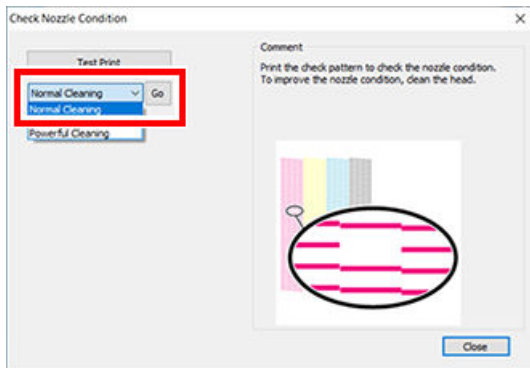 Check Nozzle Condition
Test Print
Normal Cleaning
Go
Normal Cleaning
Powerful Cleaning
Comment
Print the check pattern to check the nozzle condition.
To improve the nozzle condition, clean the head.
Close